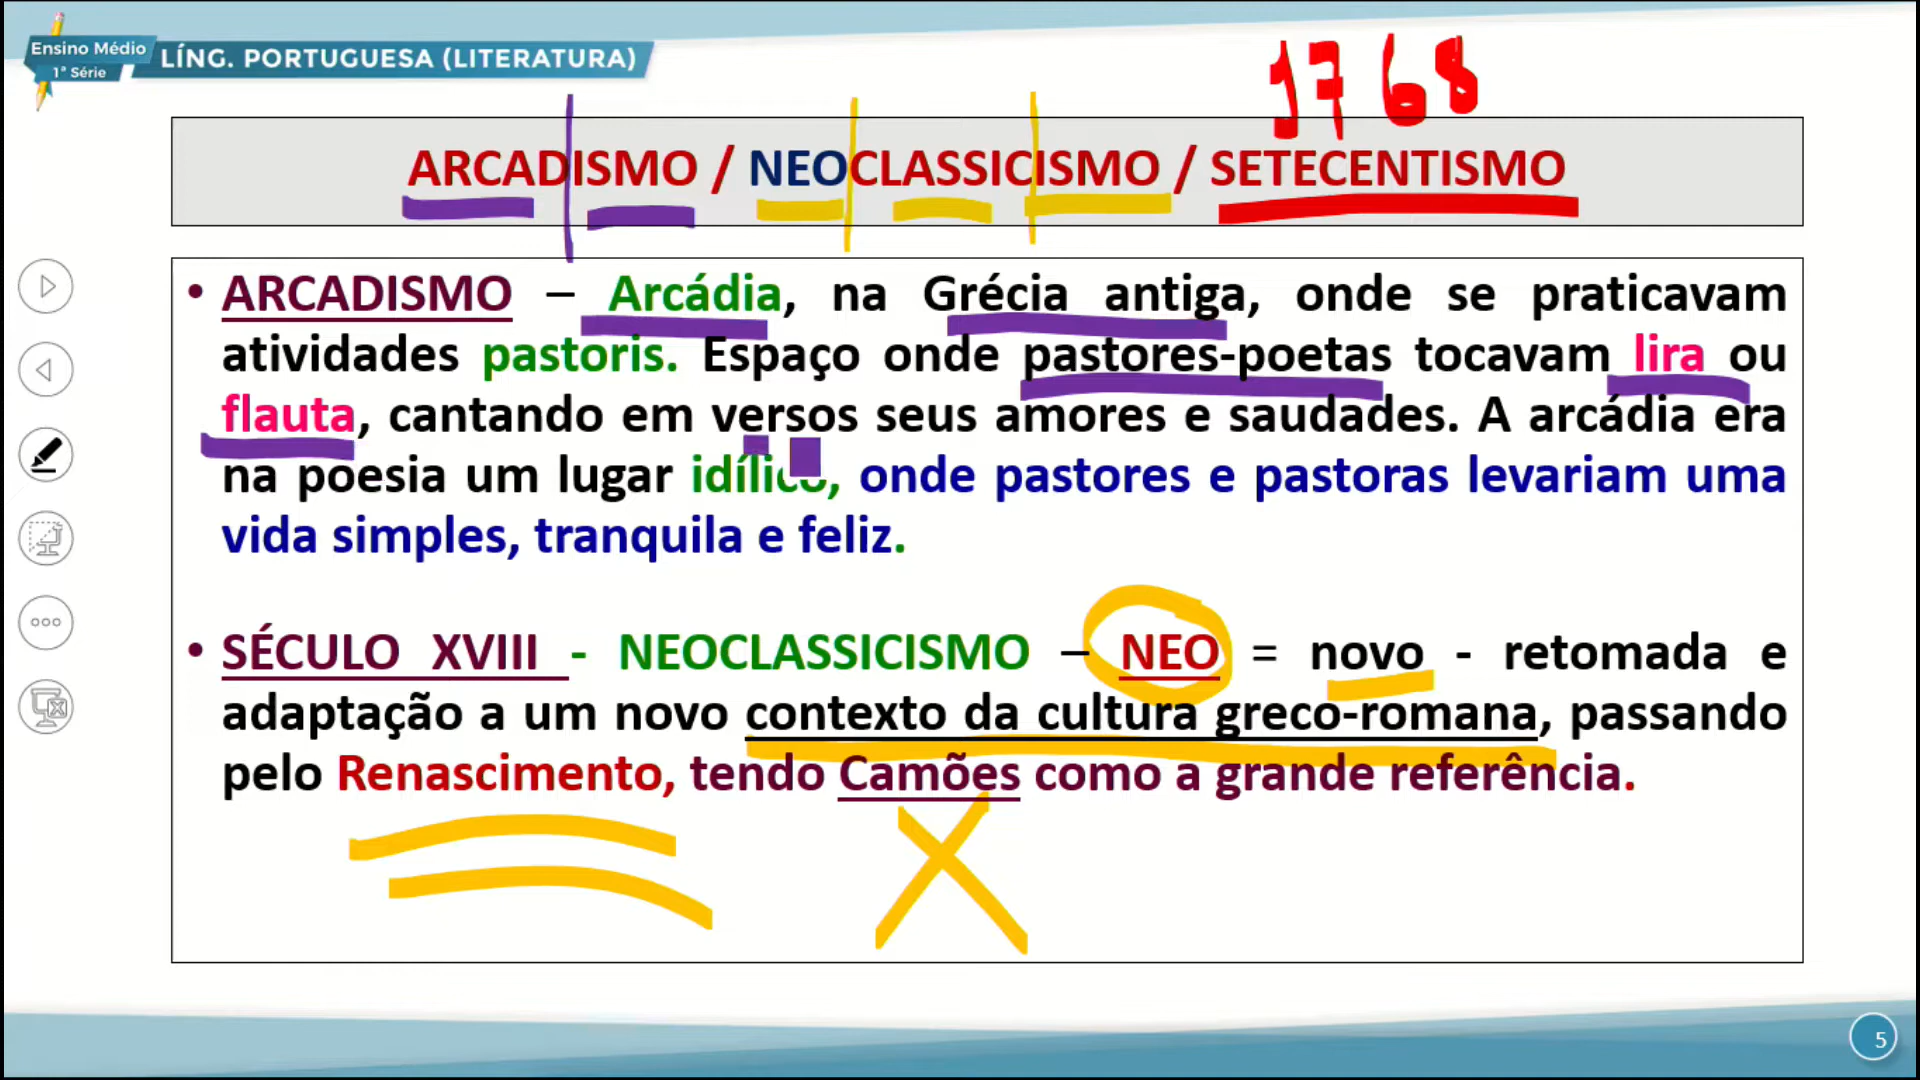 Ensino Médio
1ª Série
LÍNG. PORTUGUESA (LITERATURA)
1768
ARCADISMO / NEOCLASSICISMO / SETECENTISMO
• ARCADISMO – Arcádia, na Grécia antiga, onde se praticavam
atividades pastoris. Espaço onde pastores-poetas tocavam lira ou
flauta, cantando em versos seus amores e saudades. A arcádia era
na poesia um lugar idílico, onde pastores e pastoras levariam uma
vida simples, tranquila e feliz.
• SÉCULO XVIII - NEOCLASSICISMO – NEO = novo - retomada e
adaptação a um novo contexto da cultura greco-romana, passando
pelo Renascimento, tendo Camões como a grande referência.
5